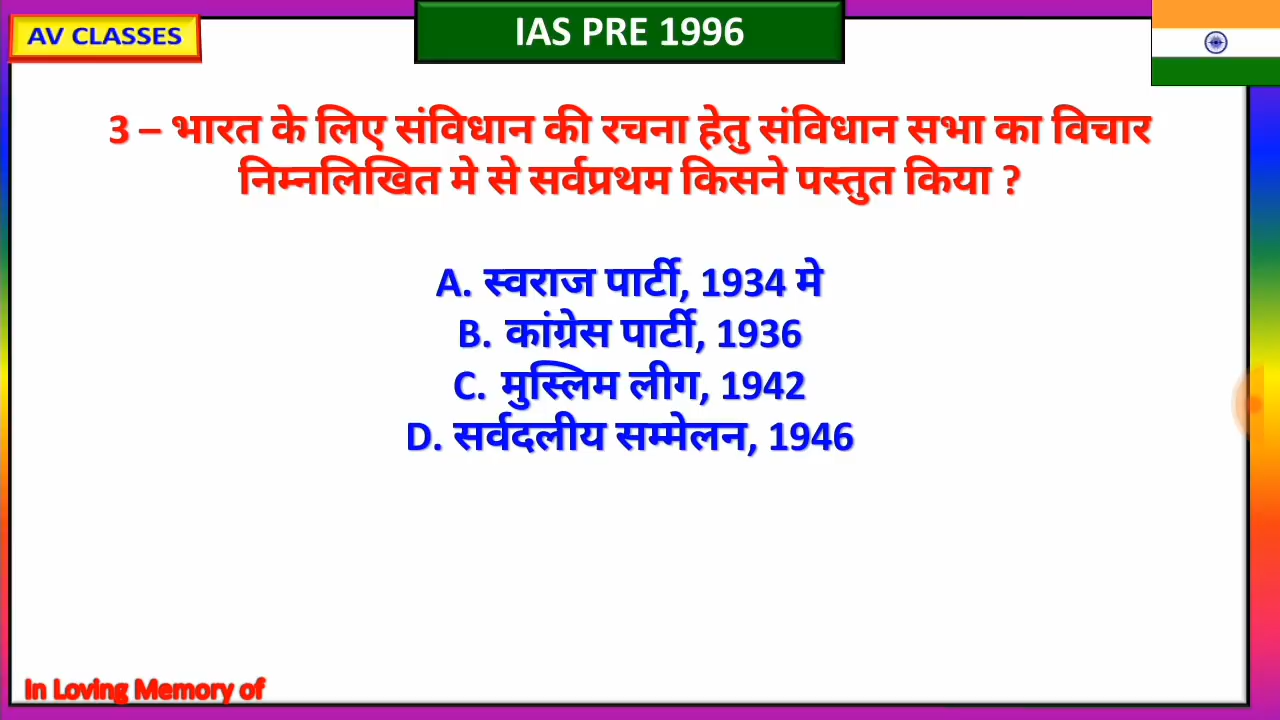 AV CLASSES
IAS PRE 1996
3 – भारत के लिए संविधान की रचना हेतु संविधान सभा का विचार
निम्नलिखित मे से सर्वप्रथम किसने पस्तुत किया ?
A. स्वराज पार्टी, 1934 मे
B. कांग्रेस पार्टी, 1936
C. मुस्लिम लीग, 1942
D. सर्वदलीय सम्मेलन, 1946
In Loving Memory of